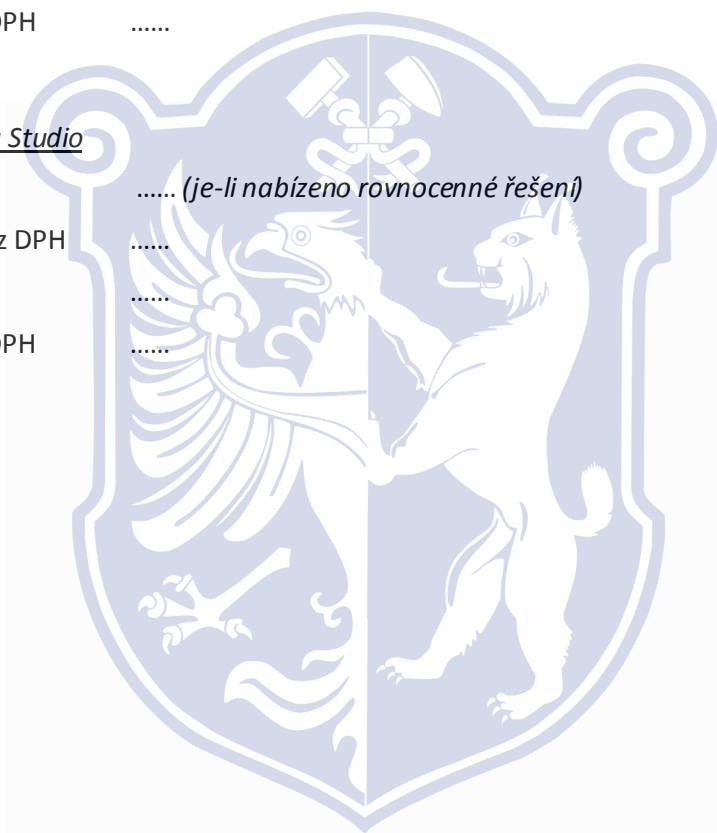 DPH ......
Studio
...... (je-li nabízeno rovnocenné řešení)
z DPH ......
......
DPH ......